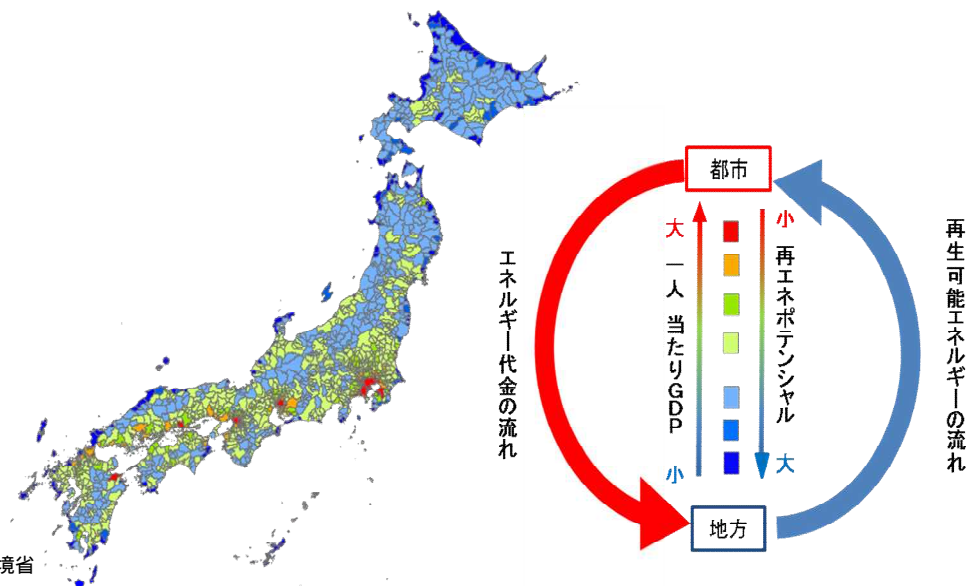 都市
大
小
一人当たりGDP
再エネポテンシャル
エネルギー代金の流れ
再生可能エネルギーの流れ
小
大
地方
境省